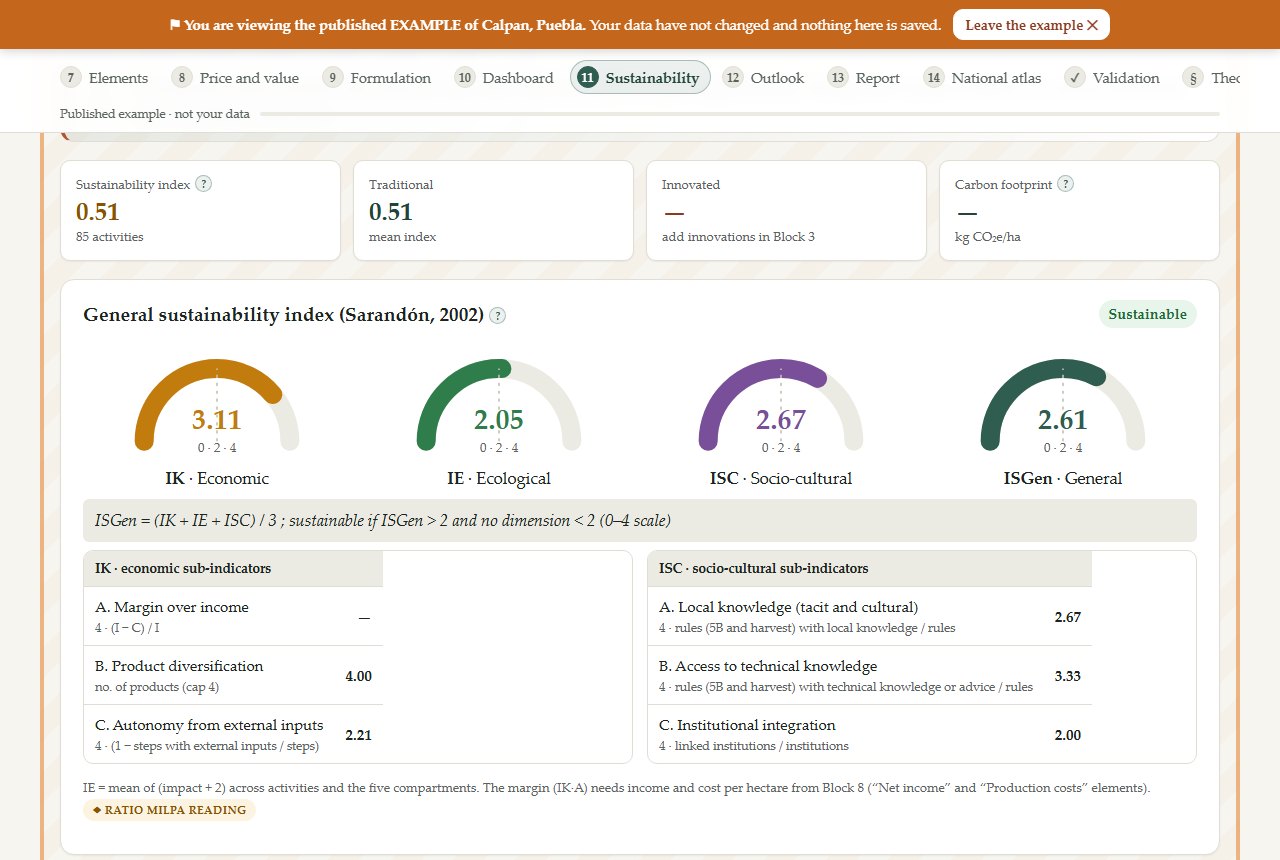 ⚑ You are viewing the published EXAMPLE of Calpan, Puebla. Your data have not changed and nothing here is saved. Leave the example ✕
7 Elements 8 Price and value 9 Formulation 10 Dashboard 11 Sustainability 12 Outlook 13 Report 14 National atlas ✓ Validation § Theo
Published example · not your data
Sustainability index ?
0.51
85 activities
Traditional
0.51
mean index
Innovated
—
add innovations in Block 3
Carbon footprint ?
—
kg CO₂e/ha
General sustainability index (Sarandón, 2002) ?
Sustainable
3.11
0 · 2 · 4
IK · Economic
2.05
0 · 2 · 4
IE · Ecological
2.67
0 · 2 · 4
ISC · Socio-cultural
2.61
0 · 2 · 4
ISGen · General
ISGen = (IK + IE + ISC) / 3 ; sustainable if ISGen > 2 and no dimension < 2 (0–4 scale)
IK · economic sub-indicators
A. Margin over income
4 · (I − C) / I
—
B. Product diversification
no. of products (cap 4)
4.00
C. Autonomy from external inputs
4 · (1 − steps with external inputs / steps)
2.21
ISC · socio-cultural sub-indicators
A. Local knowledge (tacit and cultural)
4 · rules (5B and harvest) with local knowledge / rules
2.67
B. Access to technical knowledge
4 · rules (5B and harvest) with technical knowledge or advice / rules
3.33
C. Institutional integration
4 · linked institutions / institutions
2.00
IE = mean of (impact + 2) across activities and the five compartments. The margin (IK·A) needs income and cost per hectare from Block 8 (“Net income” and “Production costs” elements).
◆ RATIO MILPA READING